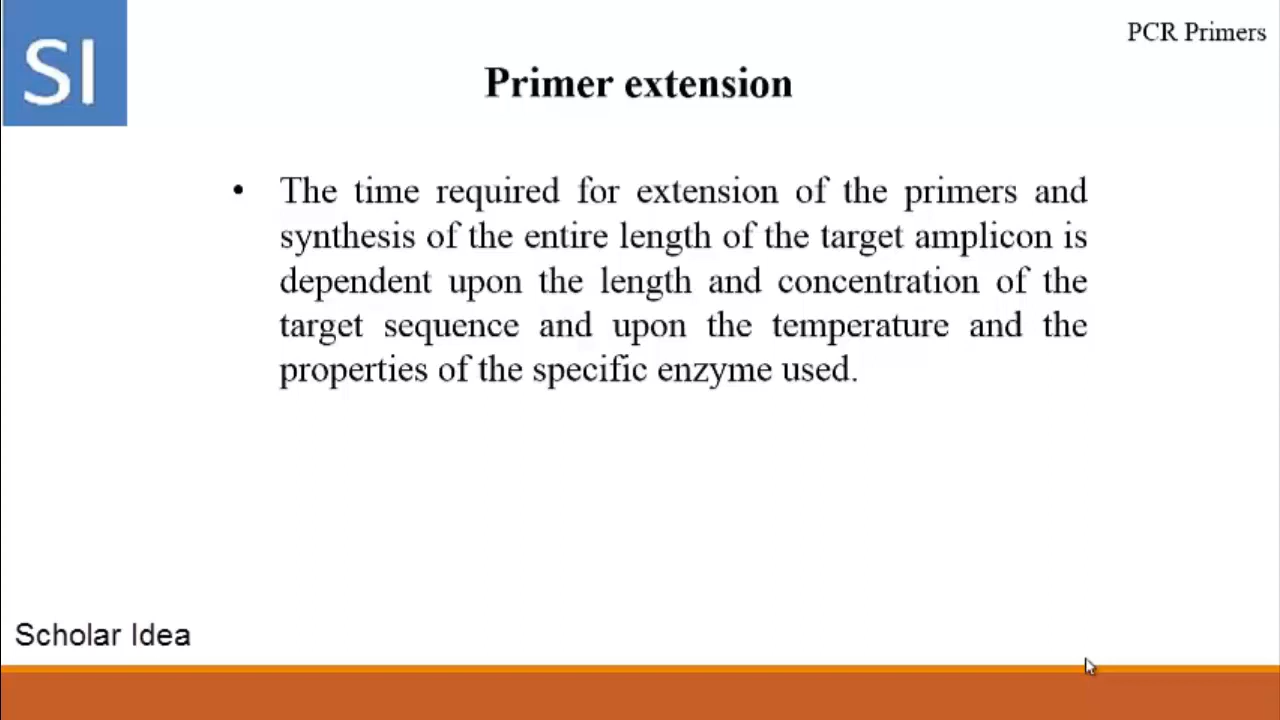 SI
PCR Primers
Primer extension
• The time required for extension of the primers and
synthesis of the entire length of the target amplicon is
dependent upon the length and concentration of the
target sequence and upon the temperature and the
properties of the specific enzyme used.
Scholar Idea